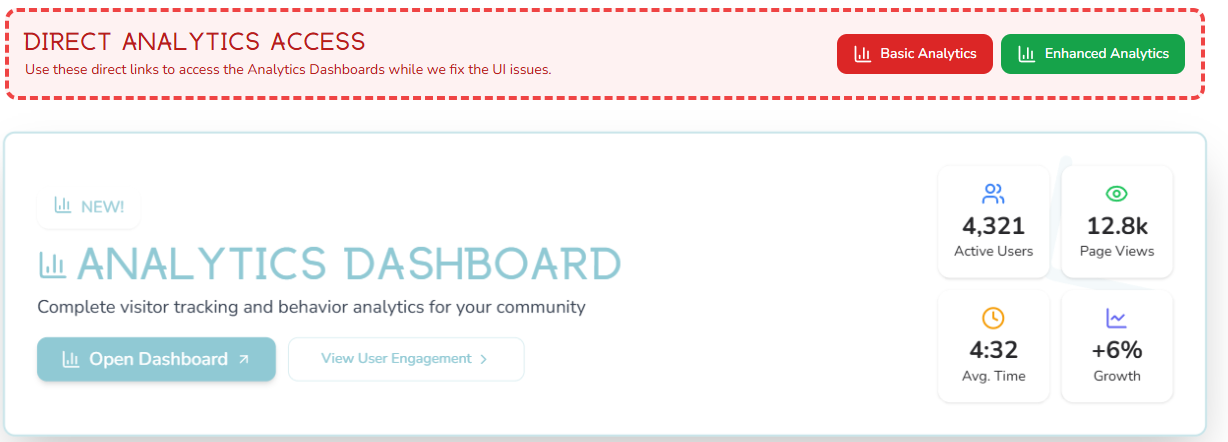 DIRECT ANALYTICS ACCESS
Use these direct links to access the Analytics Dashboards while we fix the UI issues.
Basic Analytics
Enhanced Analytics
NEW!
ANALYTICS DASHBOARD
Complete visitor tracking and behavior analytics for your community
Open Dashboard
View User Engagement
4,321
Active Users
12.8k
Page Views
4:32
Avg. Time
+6%
Growth